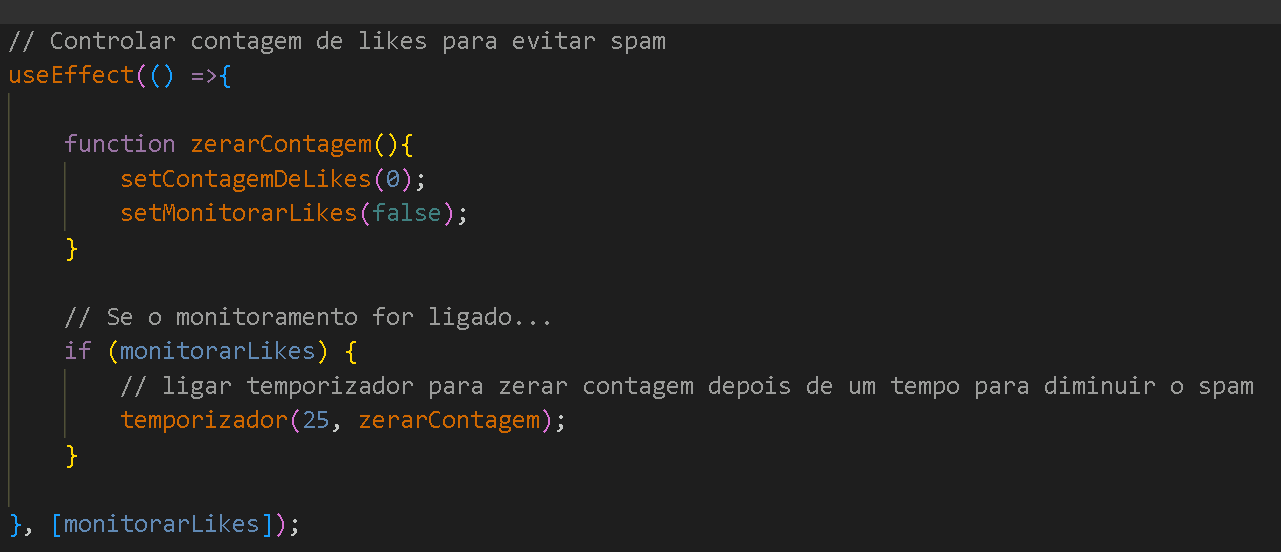 // Controlar contagem de likes para evitar spam
useEffect(() =>{
function zerarContagem(){
setContagemDeLikes(0);
setMonitorarLikes(false);
}
// Se o monitoramento for ligado...
if (monitorarLikes) {
// ligar temporizador para zerar contagem depois de um tempo para diminuir o spam
temporizador(25, zerarContagem);
}
}, [monitorarLikes]);